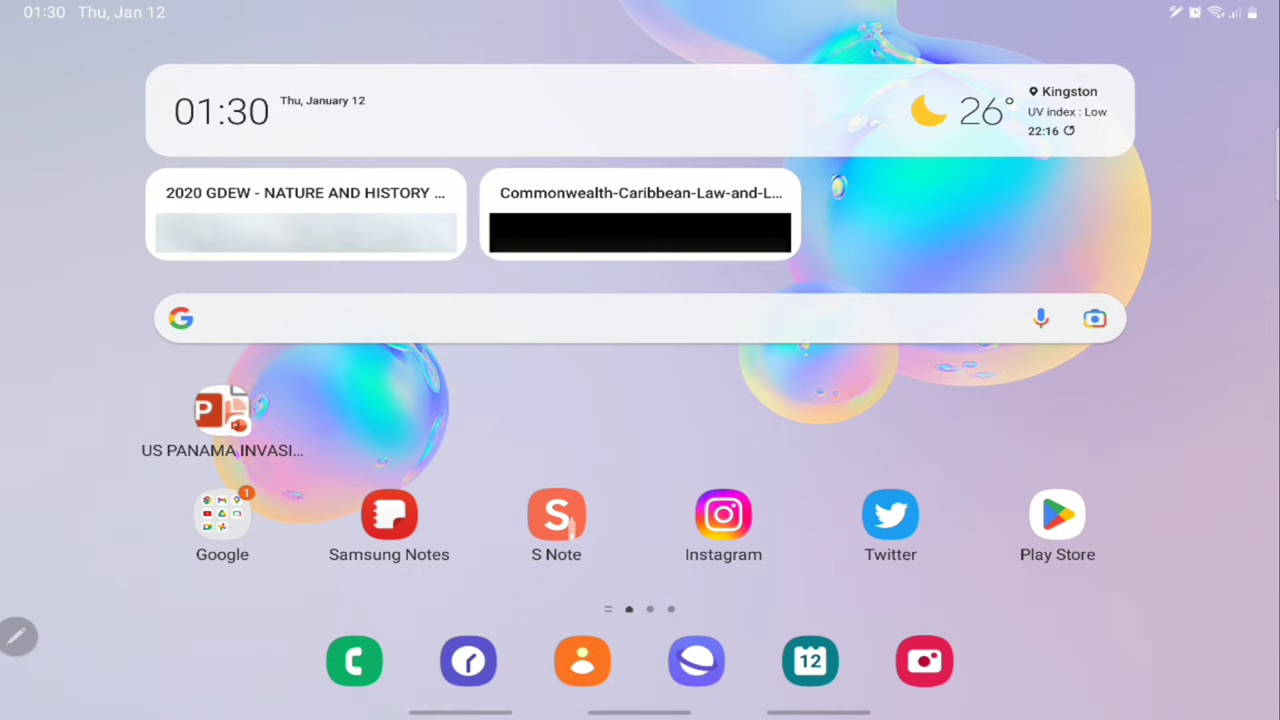 01:30 Thu, Jan 12
01:30 Thu, January 12
26°
Kingston
UV index : Low
22:16
2020 GDEW - NATURE AND HISTORY ...
Commonwealth-Caribbean-Law-and-L...
US PANAMA INVASI...
1
Google
Samsung Notes
S Note
Instagram
Twitter
Play Store
12